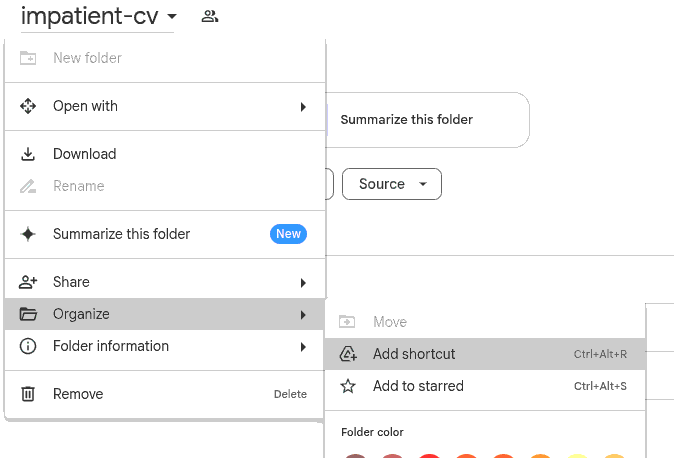 impatient-cv
New folder
Open with
Summarize this folder
Download
Rename
Source
Summarize this folder New
Share
Organize
Folder information
Remove Delete
Move
Add shortcut Ctrl+Alt+R
Add to starred Ctrl+Alt+S
Folder color